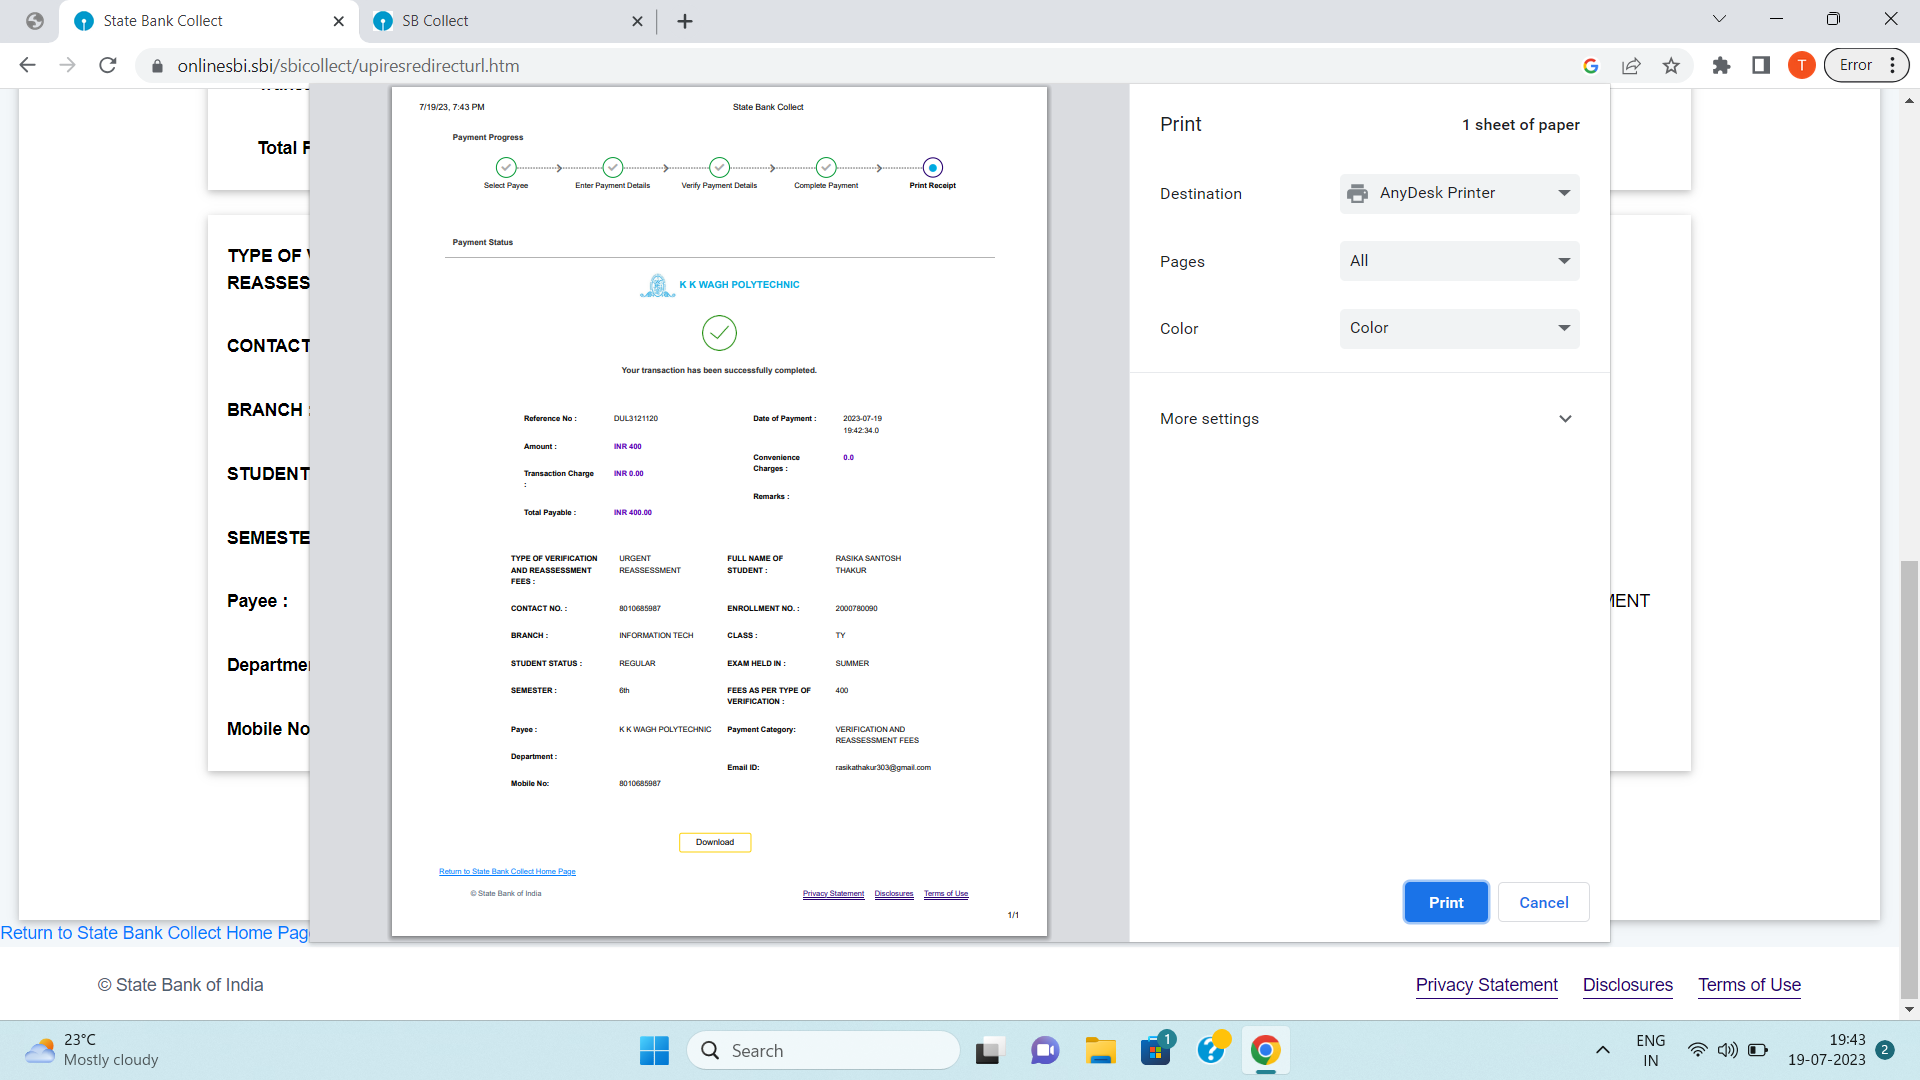 State Bank Collect
SB Collect
onlinesbi.sbi/sbicollect/upiresredirecturl.htm
T
Error
Total F
TYPE OF V
REASSES
CONTACT
BRANCH :
STUDENT
SEMESTE
Payee :
Departme
Mobile No
MENT
7/19/23, 7:43 PM
State Bank Collect
Payment Progress
Select Payee
Enter Payment Details
Verify Payment Details
Complete Payment
Print Receipt
Payment Status
K K WAGH POLYTECHNIC
Your transaction has been successfully completed.
Reference No : DUL3121120
Date of Payment : 2023-07-19
19:42:34.0
Amount : INR 400
Convenience
Charges : 0.0
Transaction Charge
: INR 0.00
Remarks :
Total Payable : INR 400.00
TYPE OF VERIFICATION
AND REASSESSMENT
FEES :
URGENT
REASSESSMENT
FULL NAME OF
STUDENT :
RASIKA SANTOSH
THAKUR
CONTACT NO. : 8010685987
ENROLLMENT NO. : 2000780090
BRANCH : INFORMATION TECH
CLASS : TY
STUDENT STATUS : REGULAR
EXAM HELD IN : SUMMER
SEMESTER : 6th
FEES AS PER TYPE OF
VERIFICATION :
400
Payee : K K WAGH POLYTECHNIC
Payment Category: VERIFICATION AND
REASSESSMENT FEES
Department :
Email ID: rasikathakur303@gmail.com
Mobile No: 8010685987
Download
Return to State Bank Collect Home Page
© State Bank of India
Privacy Statement
Disclosures
Terms of Use
1/1
Print
1 sheet of paper
Destination
AnyDesk Printer
Pages
All
Color
Color
More settings
Print
Cancel
Return to State Bank Collect Home Pag
© State Bank of India
Privacy Statement
Disclosures
Terms of Use
23°C
Mostly cloudy
Search
1
ENG
IN
19:43
19-07-2023
2